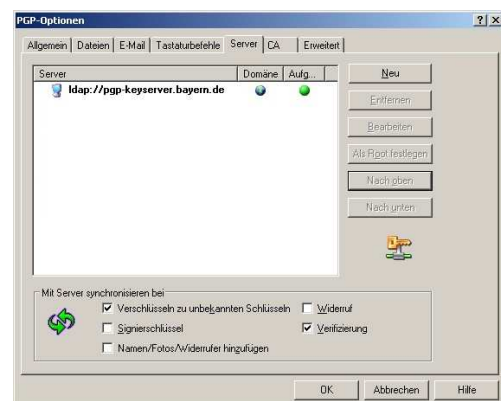 PGP-Optionen
Allgemein Dateien E-Mail Tastaturbefehle Server CA Erweitert
Server Domäne Aufg...
ldap://pgp-keyserver.bayern.de
Neu
Entfernen
Bearbeiten
Als Root festlegen
Nach oben
Nach unten
Mit Server synchronisieren bei
Verschlüsseln zu unbekannten Schlüsseln Widerruf
Signierschlüssel Verifizierung
Namen/Fotos/Widerrufer hinzufügen
OK Abbrechen Hilfe